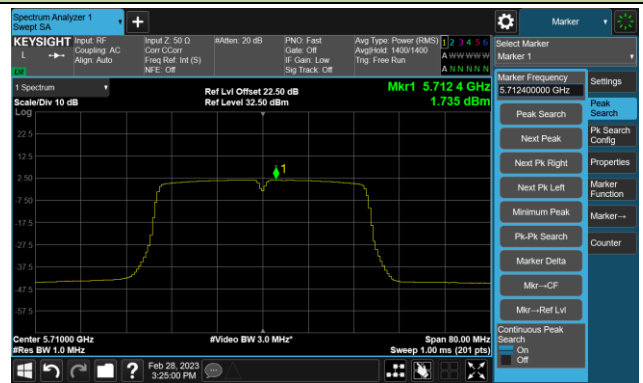 Spectrum Analyzer 1
Swept SA
+
Marker
KEYSIGHT
L
Input: RF
Coupling: AC
Align: Auto
Input Z: 50 Ω
Corr CCorr
Freq Ref: Int (S)
NFE: Off
#Atten: 20 dB
PNO: Fast
Gate: Off
IF Gain: Low
Sig Track: Off
Avg Type: Power (RMS)
Avg|Hold: 1400/1400
Trig: Free Run
1 2 3 4 5 6
A W W W W W
A N N N N N
Select Marker
Marker 1
1 Spectrum
Scale/Div 10 dB
Log
Ref Lvl Offset 22.50 dB
Ref Level 32.50 dBm
Mkr1 5.712 4 GHz
1.735 dBm
22.5
12.5
2.50
-7.50
-17.5
-27.5
-37.5
-47.5
-57.5
1
Center 5.71000 GHz
#Res BW 1.0 MHz
#Video BW 3.0 MHz*
Span 80.00 MHz
Sweep 1.00 ms (201 pts)
Marker Frequency
5.712400000 GHz
Peak Search
Next Peak
Next Pk Right
Next Pk Left
Minimum Peak
Pk-Pk Search
Marker Delta
Mkr→CF
Mkr→Ref Lvl
Continuous Peak
Search
On
Off
Settings
Peak
Search
Pk Search
Config
Properties
Marker
Function
Marker→
Counter
?
Feb 28, 2023
3:25:00 PM